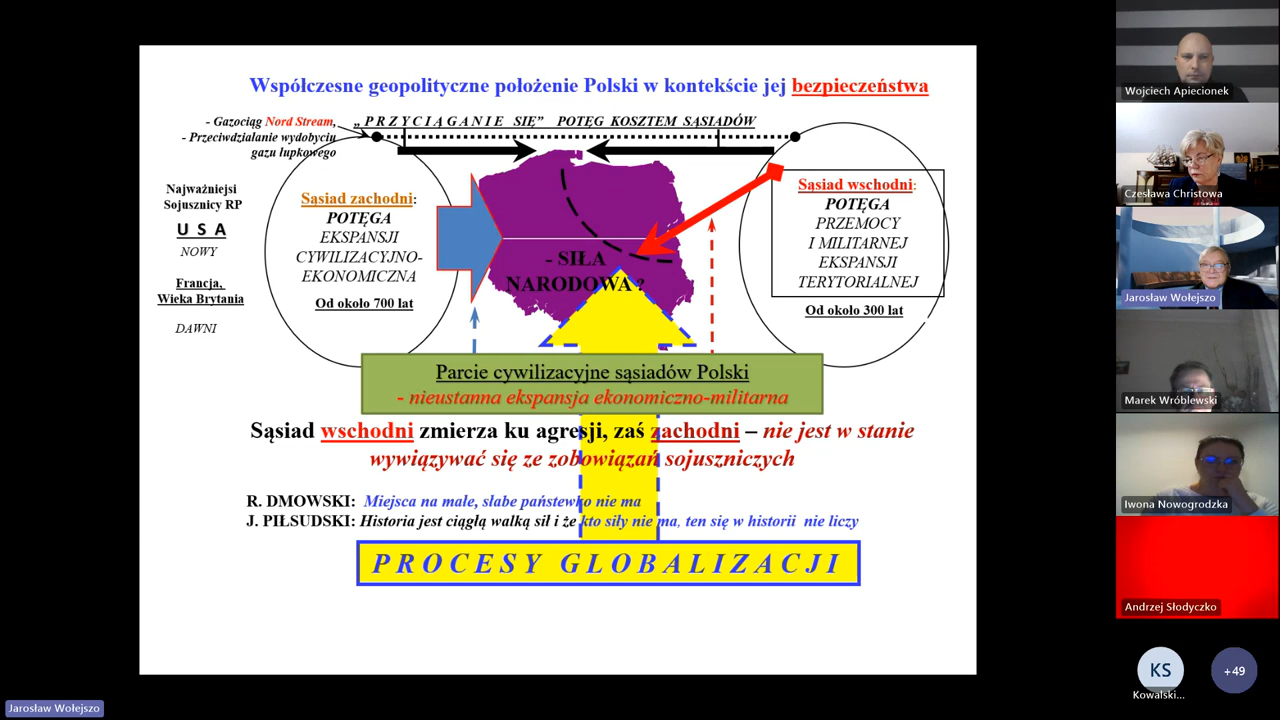 Współczesne geopolityczne położenie Polski w kontekście jej bezpieczeństwa
- Gazociąg Nord Stream,
- Przeciwdziałanie wydobyciu
gazu łupkowego
„P R Z Y C I Ą G A N I E SIĘ” POTĘG KOSZTEM SĄSIADÓW
Najważniejsi
Sojusznicy RP
U S A
NOWY
Francja,
Wieka Brytania
DAWNI
Sąsiad zachodni:
POTĘGA
EKSPANSJI
CYWILIZACYJNO-
EKONOMICZNA
Od około 700 lat
- SIŁA
NARODOWA ?
Sąsiad wschodni:
POTĘGA
PRZEMOCY
I MILITARNEJ
EKSPANSJI
TERYTORIALNEJ
Od około 300 lat
Parcie cywilizacyjne sąsiadów Polski
- nieustanna ekspansja ekonomiczno-militarna
Sąsiad wschodni zmierza ku agresji, zaś zachodni – nie jest w stanie
wywiązywać się ze zobowiązań sojuszniczych
R. DMOWSKI: Miejsca na małe, słabe państewko nie ma
J. PIŁSUDSKI: Historia jest ciągłą walką sił i że kto siły nie ma, ten się w historii nie liczy
P R O C E S Y G L O B A L I Z A C J I
Wojciech Apiecionek
Czesława Christowa
Jarosław Wołejszo
Marek Wróblewski
Iwona Nowogrodzka
Andrzej Słodyczko
KS
+49
Kowalski...
Jarosław Wołejszo